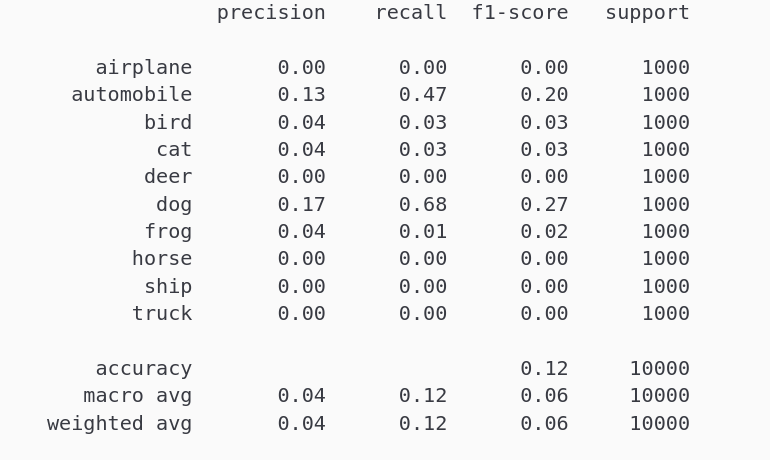 precision recall f1-score support
airplane 0.00 0.00 0.00 1000
automobile 0.13 0.47 0.20 1000
bird 0.04 0.03 0.03 1000
cat 0.04 0.03 0.03 1000
deer 0.00 0.00 0.00 1000
dog 0.17 0.68 0.27 1000
frog 0.04 0.01 0.02 1000
horse 0.00 0.00 0.00 1000
ship 0.00 0.00 0.00 1000
truck 0.00 0.00 0.00 1000
accuracy 0.12 10000
macro avg 0.04 0.12 0.06 10000
weighted avg 0.04 0.12 0.06 10000